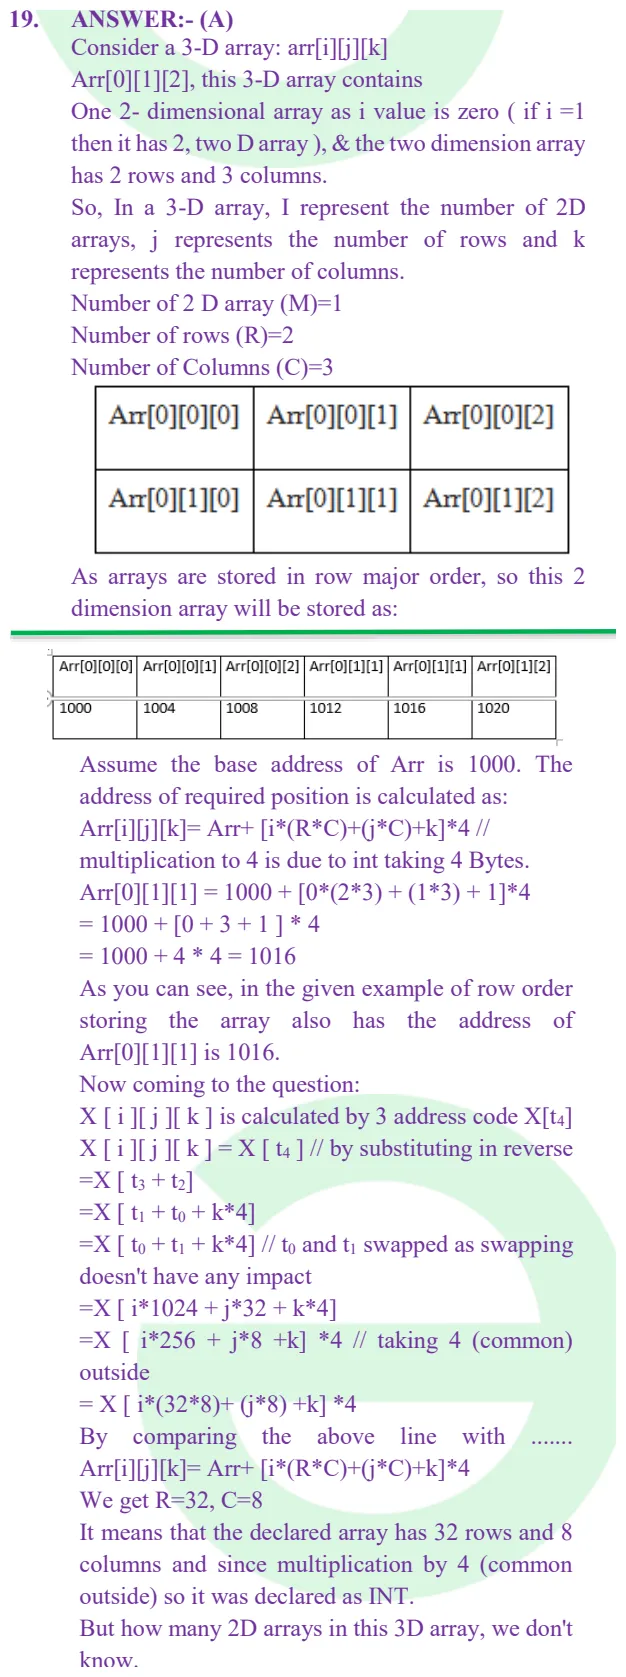 19. ANSWER:- (A)
Consider a 3-D array: arr[i][j][k]
Arr[0][1][2], this 3-D array contains
One 2- dimensional array as i value is zero ( if i =1
then it has 2, two D array ), & the two dimension array
has 2 rows and 3 columns.
So, In a 3-D array, I represent the number of 2D
arrays, j represents the number of rows and k
represents the number of columns.
Number of 2 D array (M)=1
Number of rows (R)=2
Number of Columns (C)=3
Arr[0][0][0] Arr[0][0][1] Arr[0][0][2]
Arr[0][1][0] Arr[0][1][1] Arr[0][1][2]
As arrays are stored in row major order, so this 2
dimension array will be stored as:
Arr[0][0][0] Arr[0][0][1] Arr[0][0][2] Arr[0][1][1] Arr[0][1][1] Arr[0][1][2]
1000 1004 1008 1012 1016 1020
Assume the base address of Arr is 1000. The
address of required position is calculated as:
Arr[i][j][k]= Arr+ [i*(R*C)+(j*C)+k]*4 //
multiplication to 4 is due to int taking 4 Bytes.
Arr[0][1][1] = 1000 + [0*(2*3) + (1*3) + 1]*4
= 1000 + [0 + 3 + 1 ] * 4
= 1000 + 4 * 4 = 1016
As you can see, in the given example of row order
storing the array also has the address of
Arr[0][1][1] is 1016.
Now coming to the question:
X [ i ][ j ][ k ] is calculated by 3 address code X[t₄]
X [ i ][ j ][ k ] = X [ t₄ ] // by substituting in reverse
=X [ t₃ + t₂]
=X [ t₁ + t₀ + k*4]
=X [ t₀ + t₁ + k*4] // t₀ and t₁ swapped as swapping
doesn't have any impact
=X [ i*1024 + j*32 + k*4]
=X [ i*256 + j*8 +k] *4 // taking 4 (common)
outside
= X [ i*(32*8)+ (j*8) +k] *4
By comparing the above line with .......
Arr[i][j][k]= Arr+ [i*(R*C)+(j*C)+k]*4
We get R=32, C=8
It means that the declared array has 32 rows and 8
columns and since multiplication by 4 (common
outside) so it was declared as INT.
But how many 2D arrays in this 3D array, we don't
know.